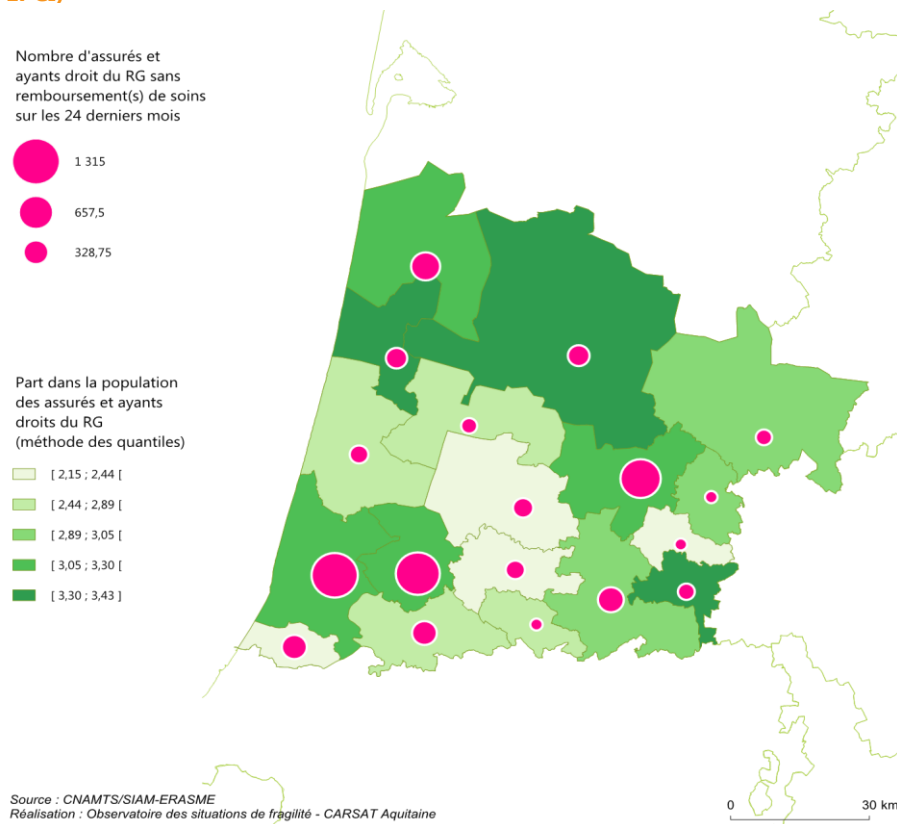 Nombre d'assurés et
ayants droit du RG sans
remboursement(s) de soins
sur les 24 derniers mois
1 315
657,5
328,75
Part dans la population
des assurés et ayants
droits du RG
(méthode des quantiles)
[ 2,15 ; 2,44 [
[ 2,44 ; 2,89 [
[ 2,89 ; 3,05 [
[ 3,05 ; 3,30 [
[ 3,30 ; 3,43 ]
Source : CNAMTS/SIAM-ERASME
Réalisation : Observatoire des situations de fragilité - CARSAT Aquitaine
0 30 km